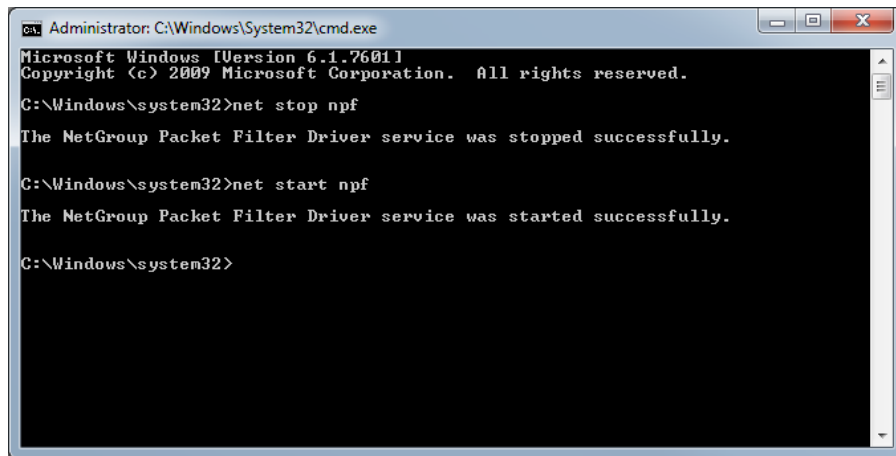 Administrator: C:\Windows\System32\cmd.exe
Microsoft Windows [Version 6.1.7601]
Copyright (c) 2009 Microsoft Corporation.  All rights reserved.
C:\Windows\system32>net stop npf
The NetGroup Packet Filter Driver service was stopped successfully.
C:\Windows\system32>net start npf
The NetGroup Packet Filter Driver service was started successfully.
C:\Windows\system32>